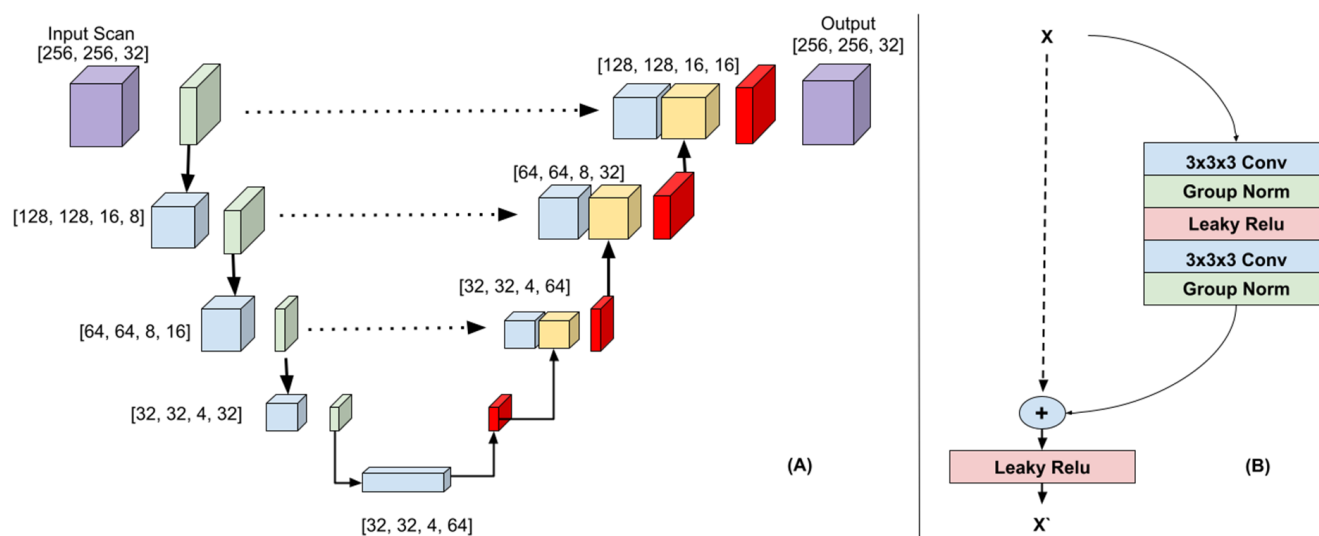 Input Scan
[256, 256, 32]
Output
[256, 256, 32]
[128, 128, 16, 16]
[64, 64, 8, 32]
[128, 128, 16, 8]
[32, 32, 4, 64]
[64, 64, 8, 16]
[32, 32, 4, 32]
[32, 32, 4, 64]
(A)
X
3x3x3 Conv
Group Norm
Leaky Relu
3x3x3 Conv
Group Norm
+
Leaky Relu
(B)
X`